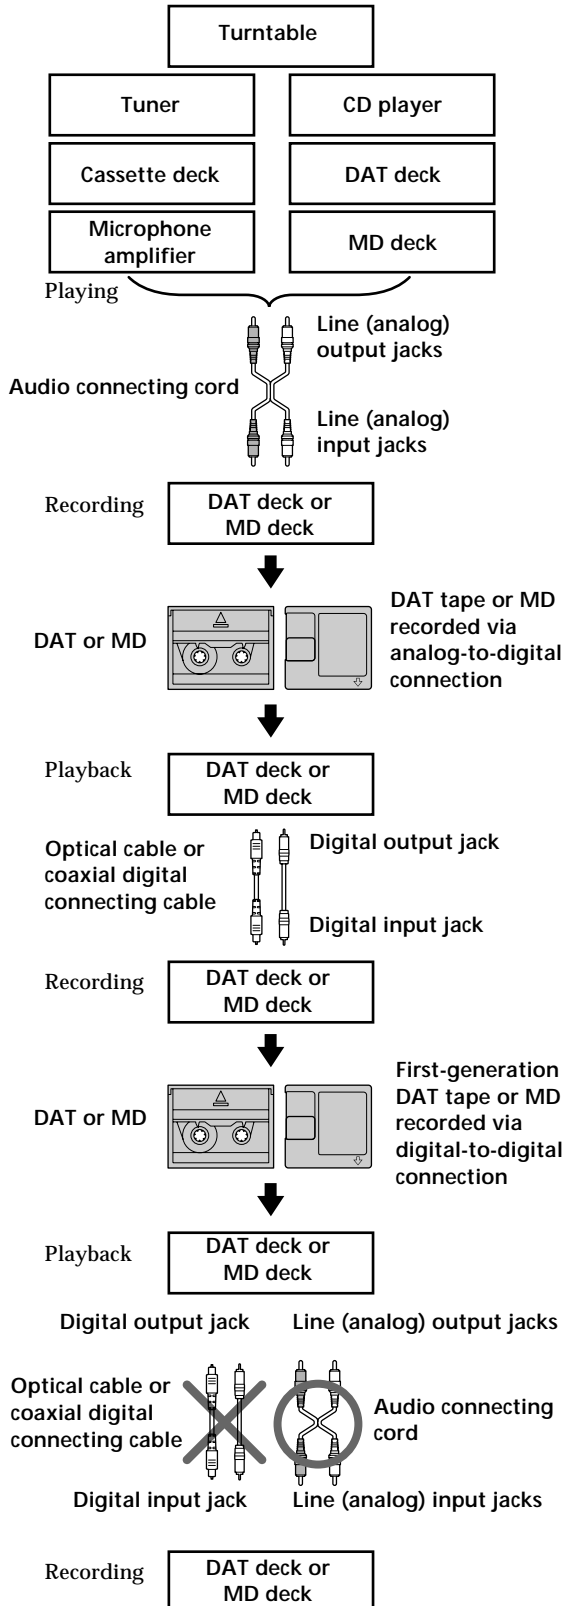 Turntable
Tuner
CD player
Cassette deck
DAT deck
Microphone
amplifier
MD deck
Playing
Line (analog)
output jacks
Audio connecting cord
Line (analog)
input jacks
Recording
DAT deck or
MD deck
DAT or MD
DAT tape or MD
recorded via
analog-to-digital
connection
Playback
DAT deck or
MD deck
Optical cable or
coaxial digital
connecting cable
Digital output jack
Digital input jack
Recording
DAT deck or
MD deck
DAT or MD
First-generation
DAT tape or MD
recorded via
digital-to-digital
connection
Playback
DAT deck or
MD deck
Digital output jack
Line (analog) output jacks
Optical cable or
coaxial digital
connecting cable
Audio connecting
cord
Digital input jack
Line (analog) input jacks
Recording
DAT deck or
MD deck